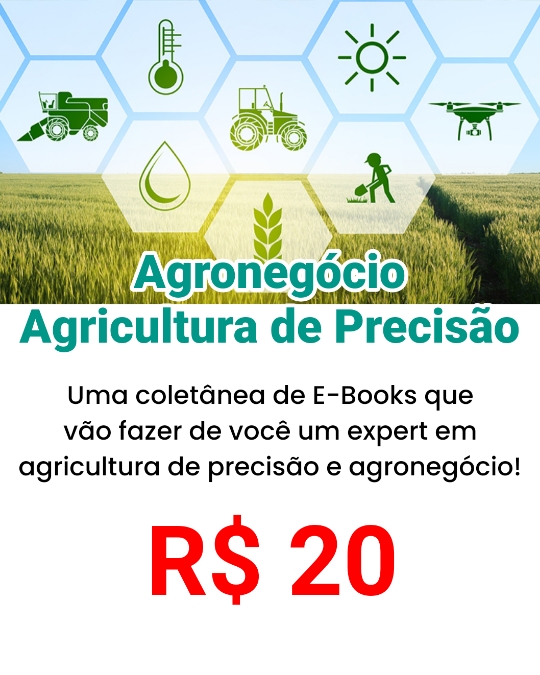 Agronegócio
Agricultura de Precisão
Uma coletânea de E-Books que
vão fazer de você um expert em
agricultura de precisão e agronegócio!
R$ 20